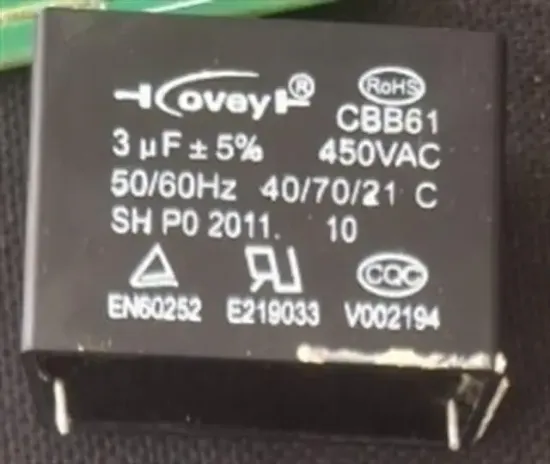 Covey ®
RoHS
CBB61
3 µF ± 5% 450VAC
50/60Hz 40/70/21 C
SH P0 2011. 10
EN60252 E219033 V002194
CQC